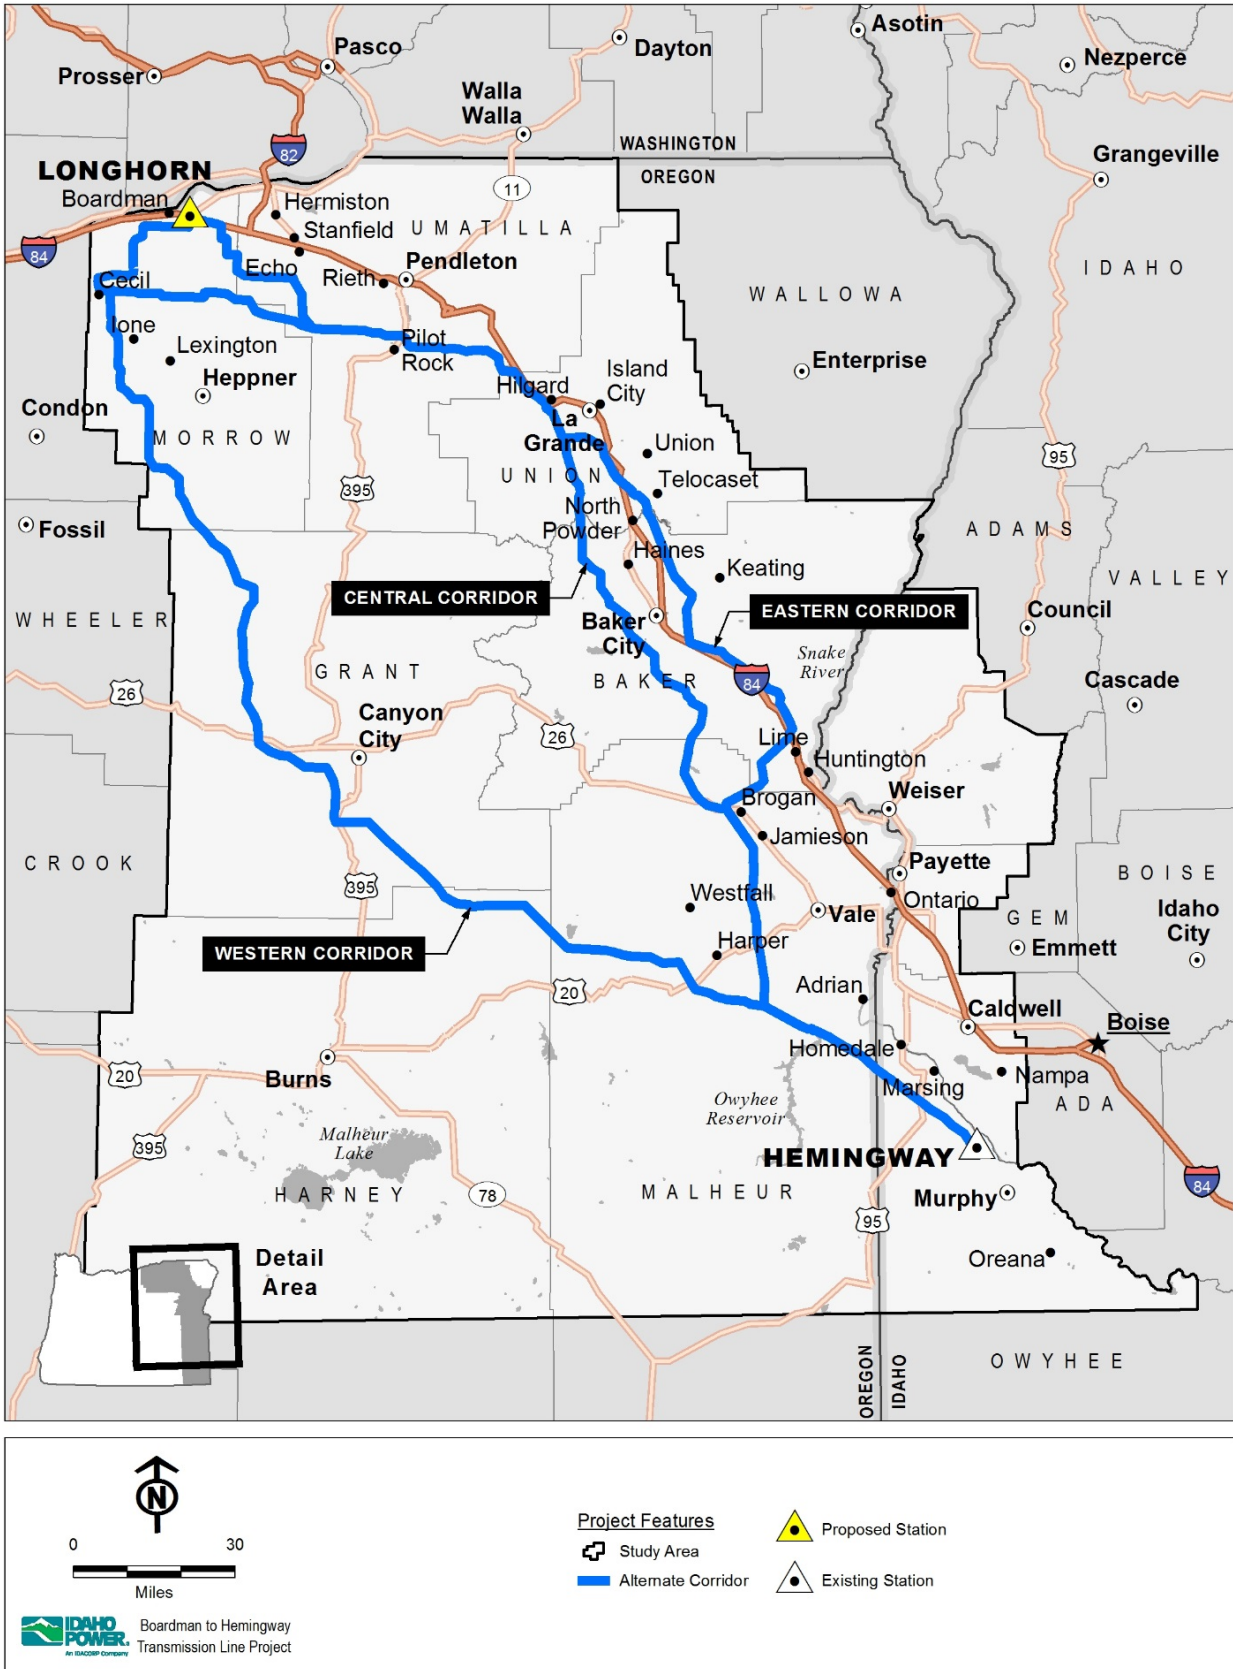 Asotin
Pasco
Dayton
Nezperce
Prosser
Walla
Walla
82
WASHINGTON
OREGON
Grangeville
LONGHORN
11
Boardman
Hermiston
Stanfield
UMATILLA
84
Echo
Rieth
Pendleton
IDAHO
Cecil
WALLOWA
Ione
Lexington
Pilot
Rock
Island
City
Enterprise
Heppner
Hilgard
La
Grande
Condon
MORROW
Union
95
UNION
Telocaset
395
North
Powder
Fossil
ADAMS
Haines
Keating
VALLEY
CENTRAL CORRIDOR
EASTERN CORRIDOR
Council
WHEELER
Baker
City
Snake
River
GRANT
BAKER
84
Cascade
26
Canyon
City
26
Lime
Huntington
Weiser
Brogan
Jamieson
CROOK
Payette
BOISE
395
Westfall
Ontario
Idaho
City
Vale
GEM
Emmett
WESTERN CORRIDOR
Harper
20
Adrian
Caldwell
Boise
Homedale
20
Burns
Marsing
Nampa
ADA
Owyhee
Reservoir
395
Malheur
Lake
HEMINGWAY
84
HARNEY
78
MALHEUR
Murphy
95
Detail
Area
Oreana
OREGON
IDAHO
OWYHEE
N
0 30
Miles
Project Features
Study Area
Alternate Corridor
Proposed Station
Existing Station
IDAHO
POWER®
An IDACORP Company
Boardman to Hemingway
Transmission Line Project